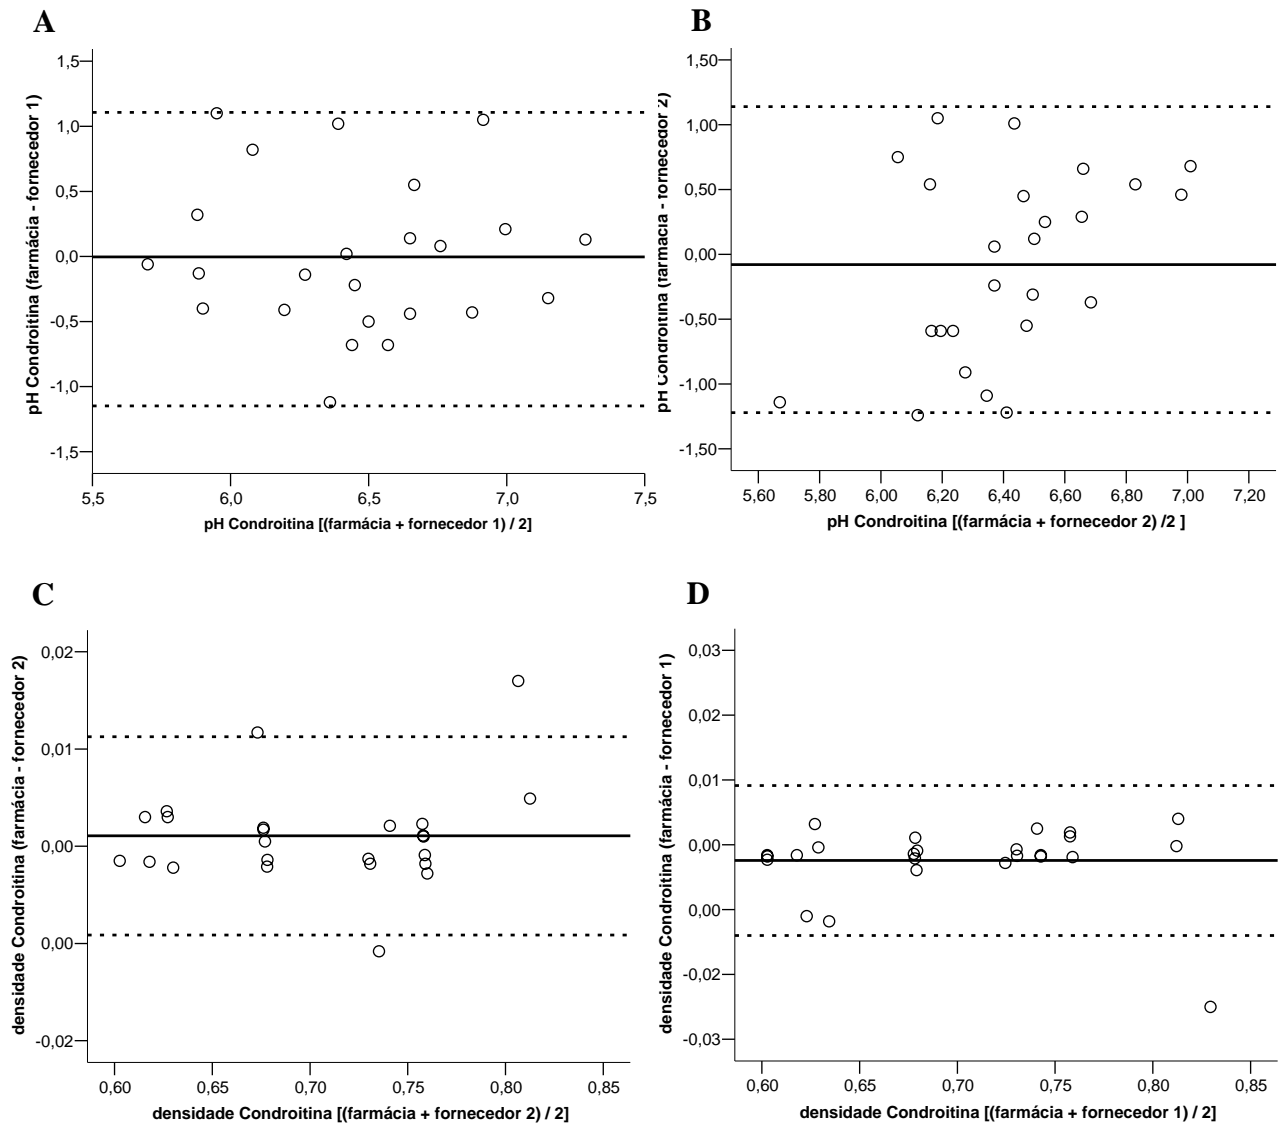 A
1,5
1,0
0,5
0,0
-0,5
-1,0
-1,5
pH Condroitina (farmácia - fornecedor 1)
5,5 6,0 6,5 7,0 7,5
pH Condroitina [(farmácia + fornecedor 1) / 2]
B
1,50
1,00
0,50
0,00
-0,50
-1,00
-1,50
pH Condroitina (farmacia - fornecedor 2)
5,60 5,80 6,00 6,20 6,40 6,60 6,80 7,00 7,20
pH Condroitina [(farmácia + fornecedor 2) /2 ]
C
0,02
0,01
0,00
0,00
-0,02
densidade Condroitina (farmácia - fornecedor 2)
0,60 0,65 0,70 0,75 0,80 0,85
densidade Condroitina [(farmácia + fornecedor 2) / 2]
D
0,03
0,02
0,01
0,00
0,00
-0,02
-0,03
densidade Condroitina (farmácia - fornecedor 1)
0,60 0,65 0,70 0,75 0,80 0,85
densidade Condroitina [(farmácia + fornecedor 1) / 2]